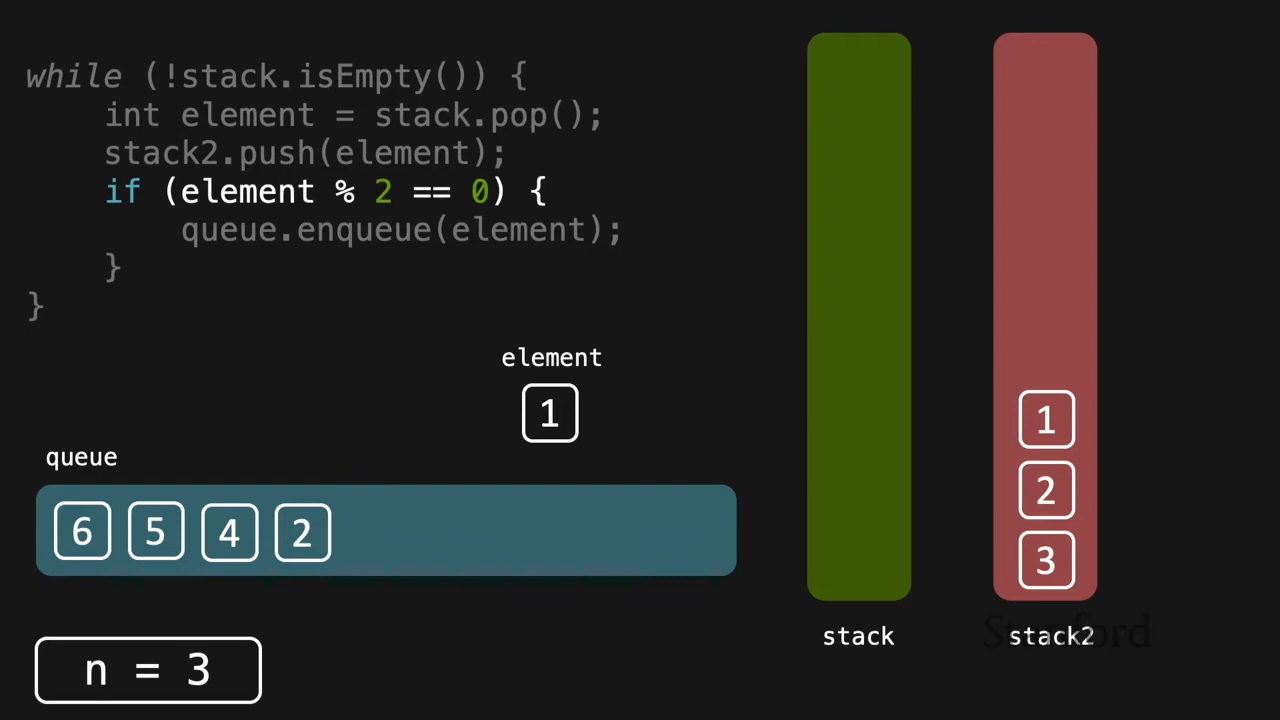 while (!stack.isEmpty()) {
    int element = stack.pop();
    stack2.push(element);
    if (element % 2 == 0) {
        queue.enqueue(element);
    }
}
element
1
queue
6 5 4 2
n = 3
1
2
3
stack
stack2
Stanford